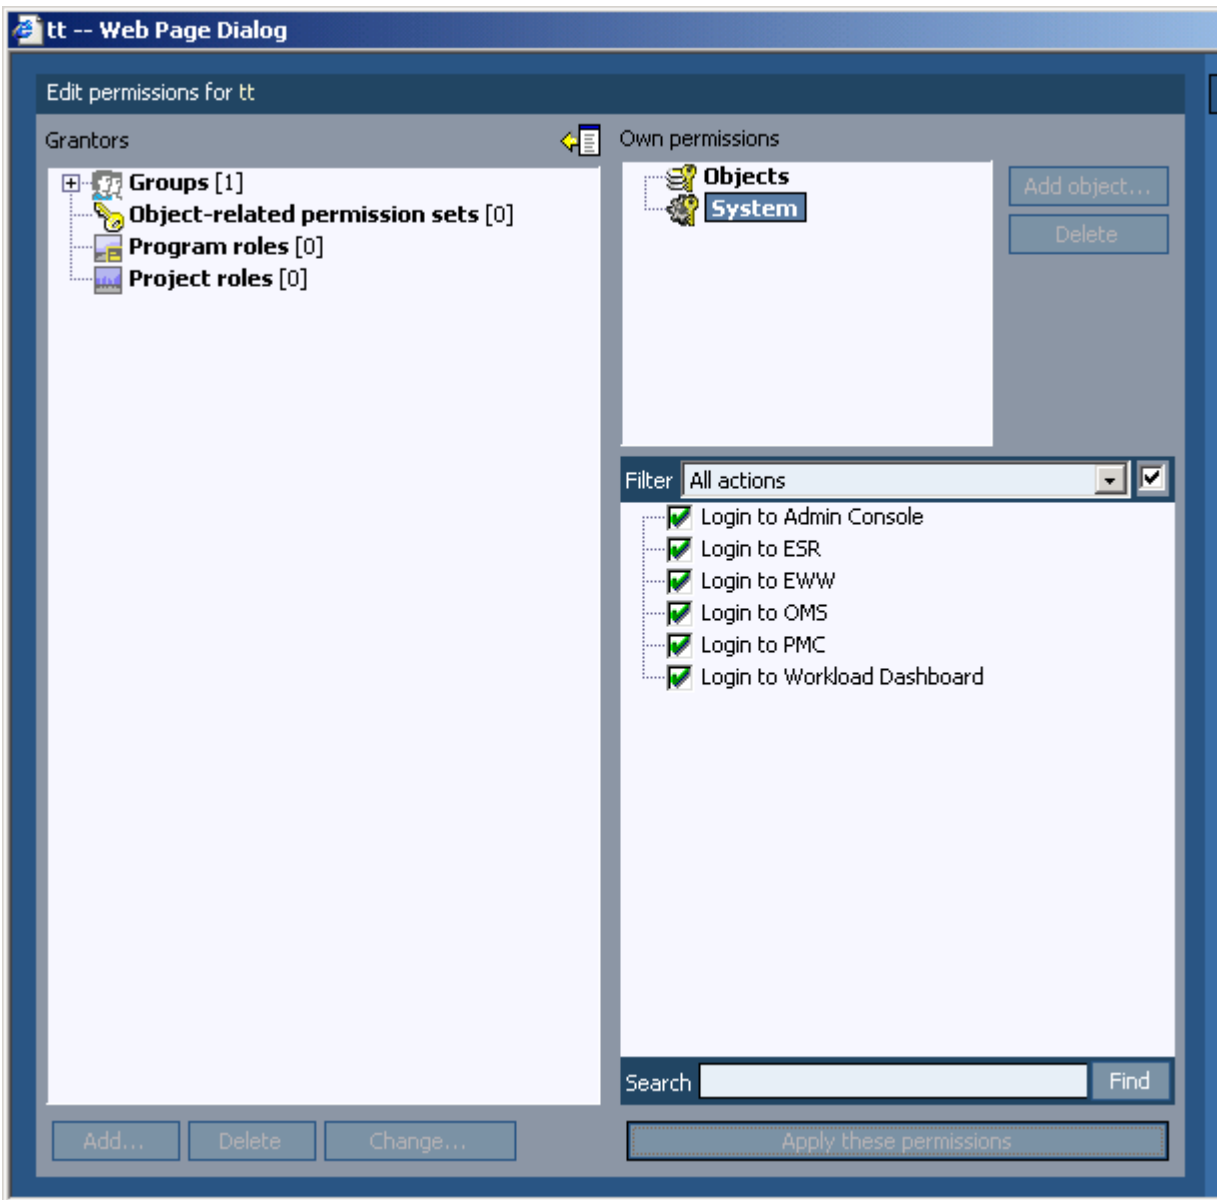 tt -- Web Page Dialog
Edit permissions for tt
Grantors
Groups [1]
Object-related permission sets [0]
Program roles [0]
Project roles [0]
Add...
Delete
Change...
Own permissions
Objects
System
Add object...
Delete
Filter All actions
Login to Admin Console
Login to ESR
Login to EWW
Login to OMS
Login to PMC
Login to Workload Dashboard
Search
Find
Apply these permissions